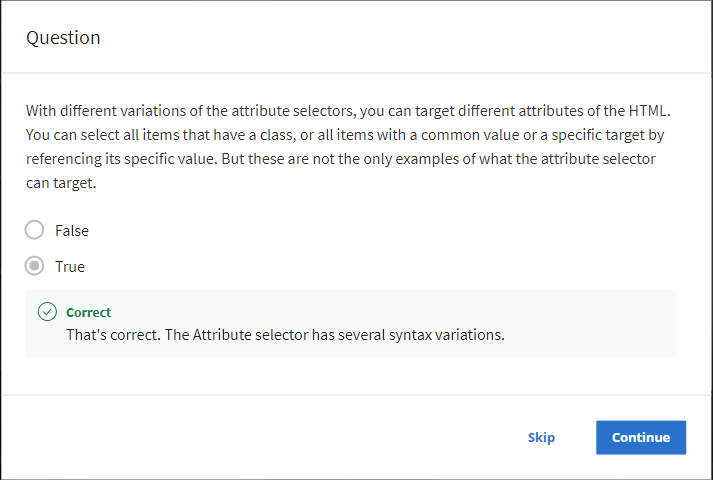 Question
With different variations of the attribute selectors, you can target different attributes of the HTML.
You can select all items that have a class, or all items with a common value or a specific target by
referencing its specific value. But these are not the only examples of what the attribute selector
can target.
False
True
Correct
That's correct. The Attribute selector has several syntax variations.
Skip
Continue